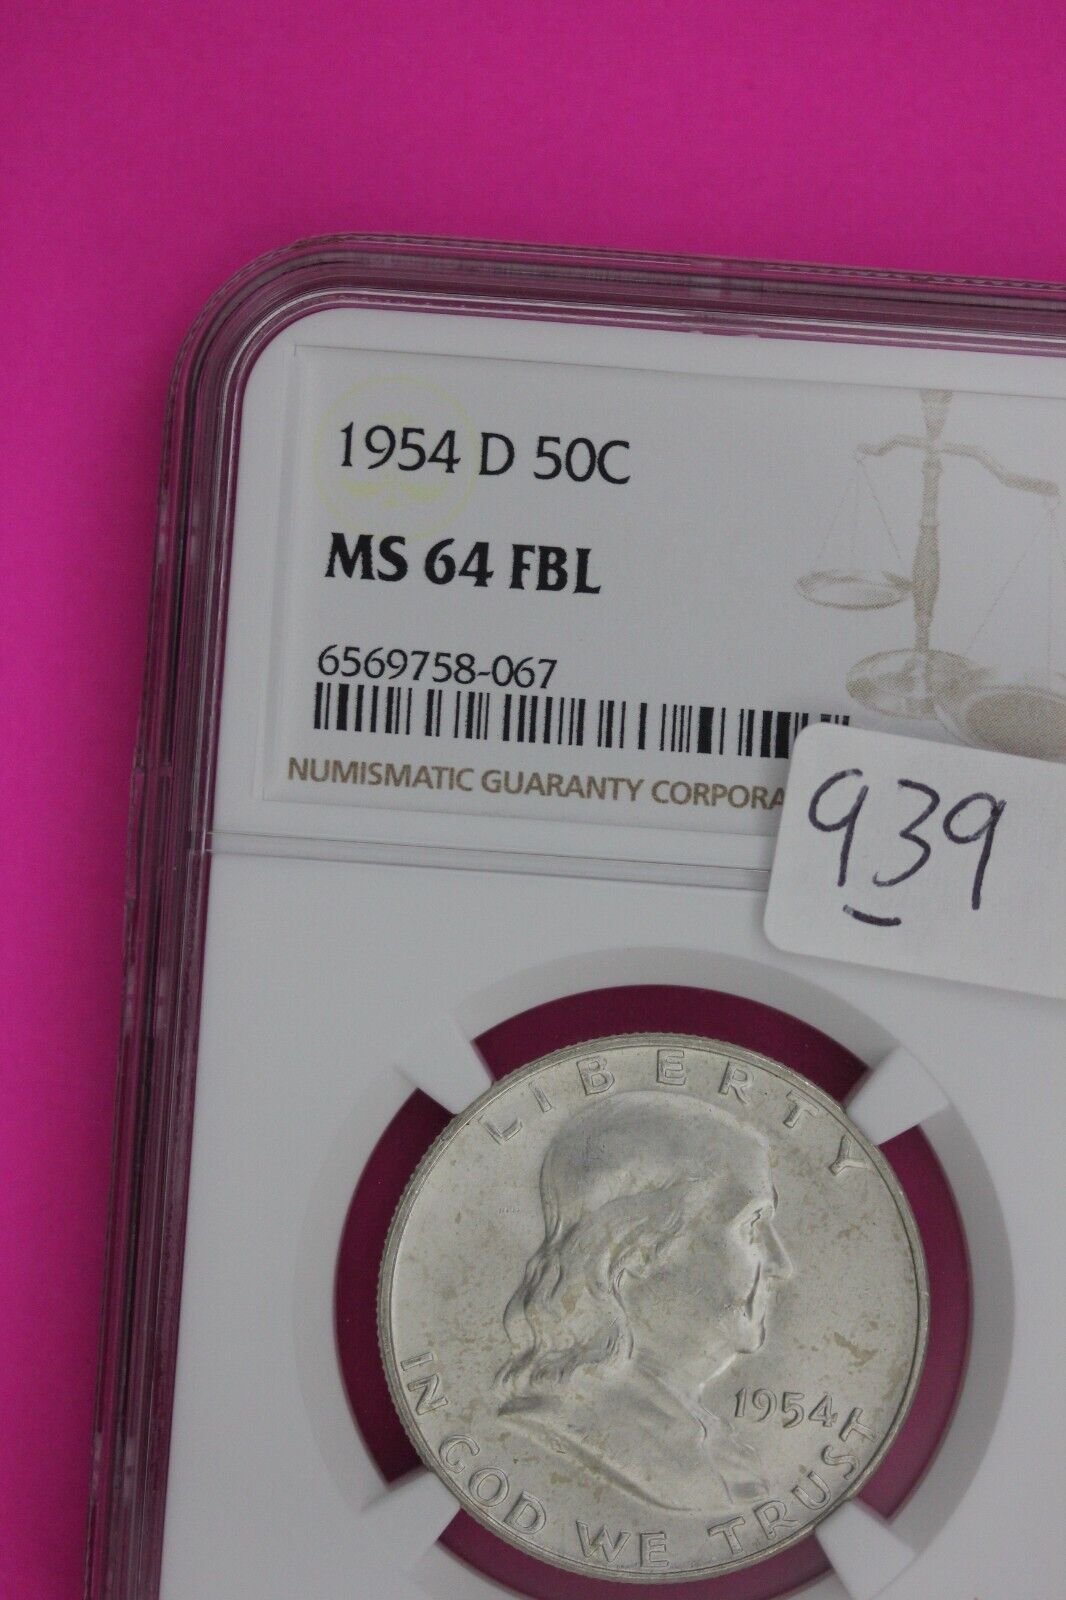 1954 D 50C
MS 64 FBL
6569758-067
NUMISMATIC GUARANTY CORPORA
939
LIBERTY
1954
IN GOD WE TRUST